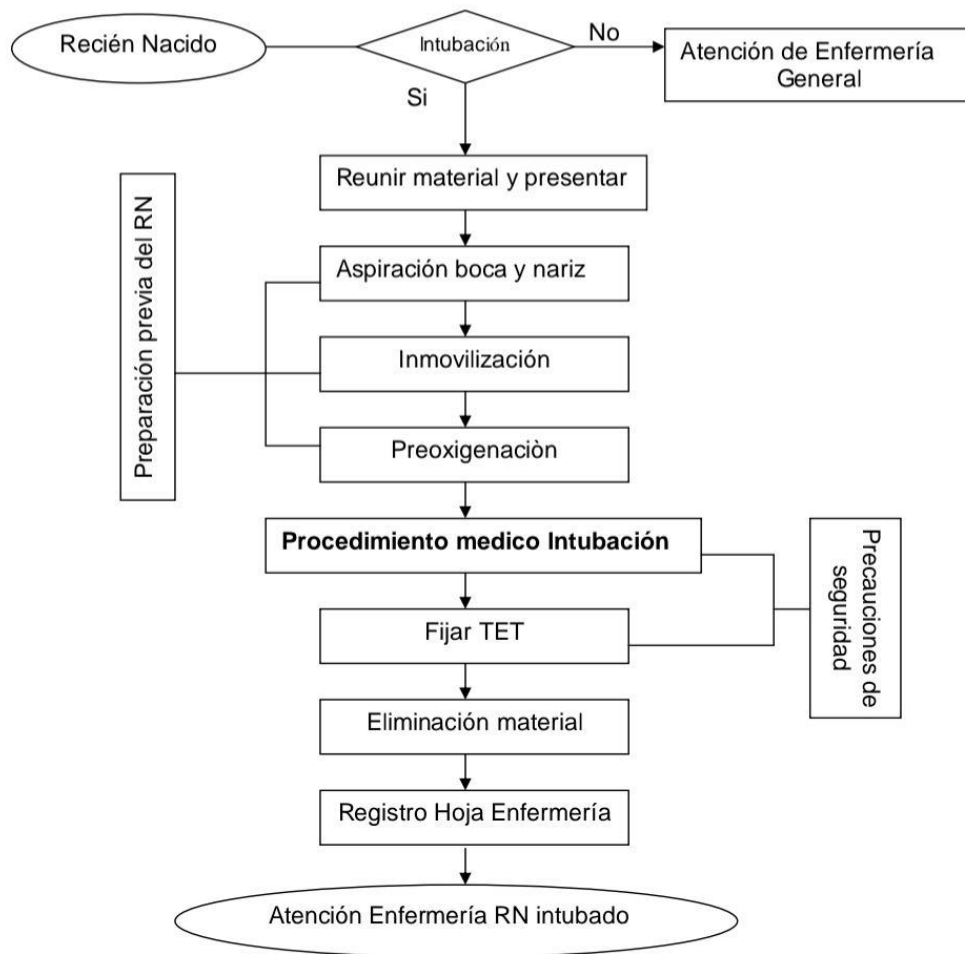 Recién Nacido
Intubación
No
Atención de Enfermería
General
Si
Reunir material y presentar
Preparación previa del RN
Aspiración boca y nariz
Inmovilización
Preoxigenaciòn
Procedimiento medico Intubación
Precauciones de
seguridad
Fijar TET
Eliminación material
Registro Hoja Enfermería
Atención Enfermería RN intubado